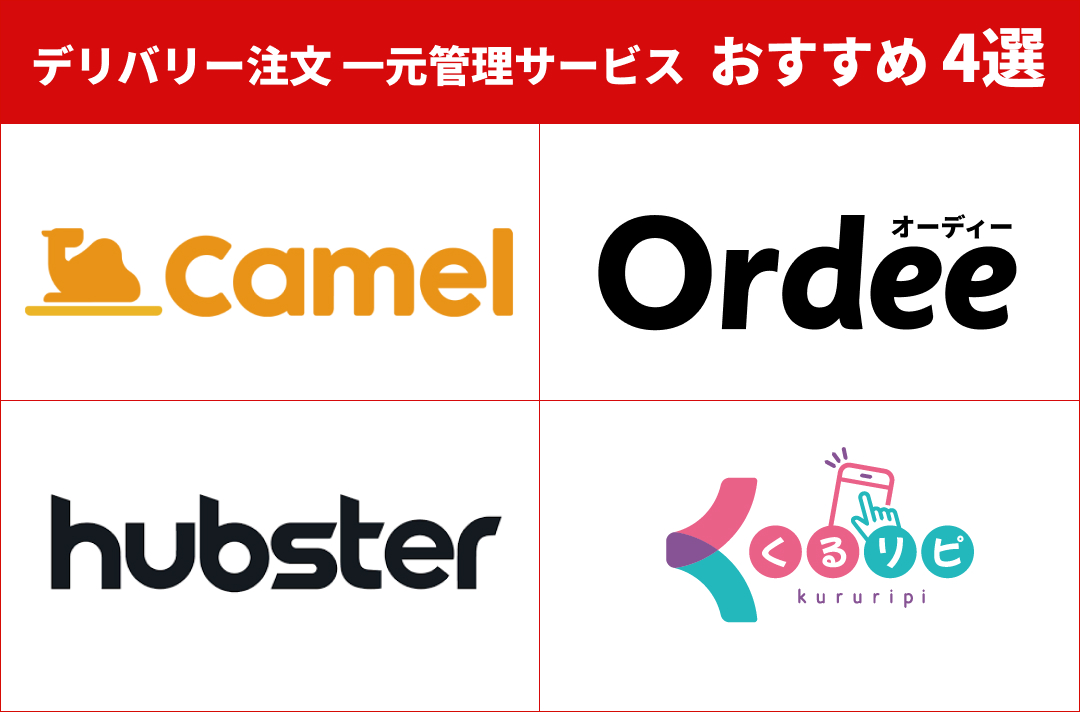 デリバリー注文 一元管理サービス おすすめ 4選
Camel
オーディー
Ordee
hubster
くるリピ
kururipi